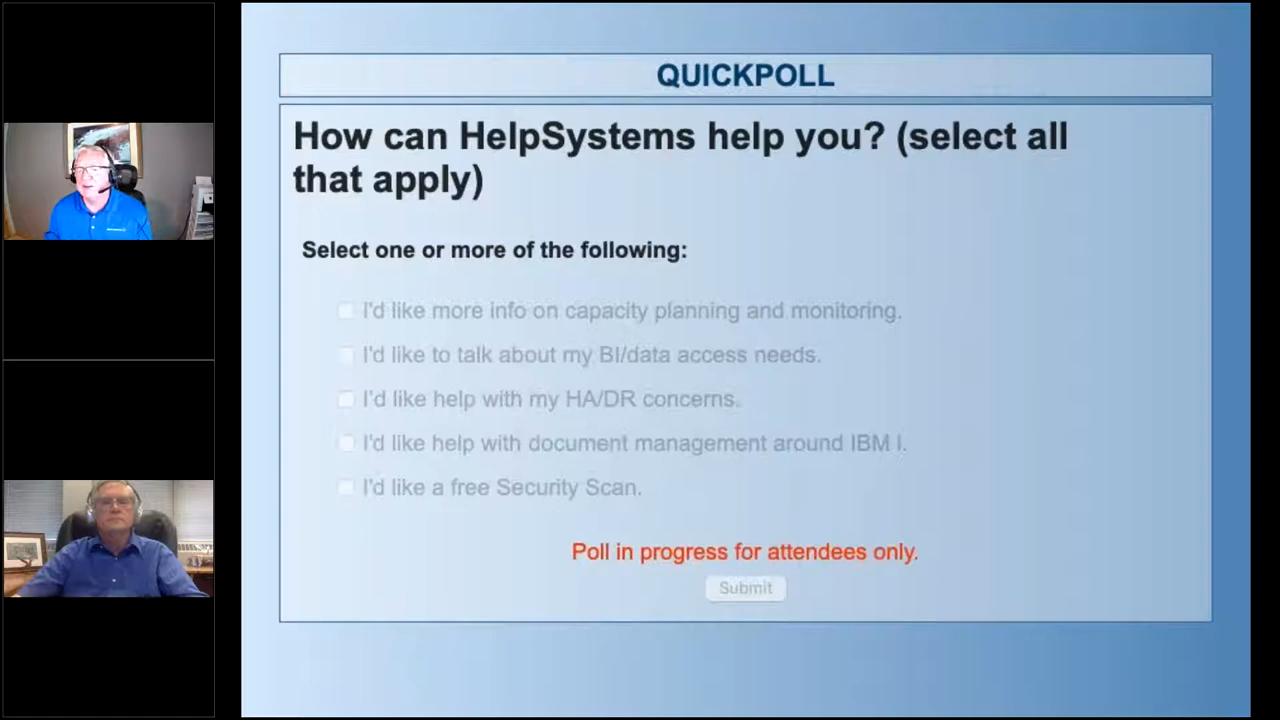 QUICKPOLL
How can HelpSystems help you? (select all
that apply)
Select one or more of the following:
I'd like more info on capacity planning and monitoring.
I'd like to talk about my BI/data access needs.
I'd like help with my HA/DR concerns.
I'd like help with document management around IBM I.
I'd like a free Security Scan.
Poll in progress for attendees only.
Submit